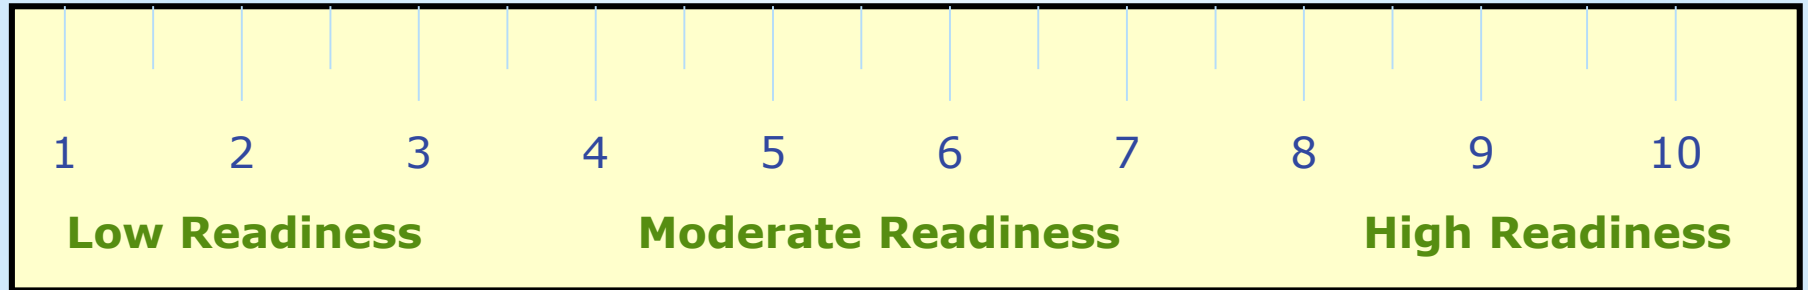 1 2 3 4 5 6 7 8 9 10
Low Readiness Moderate Readiness High Readiness